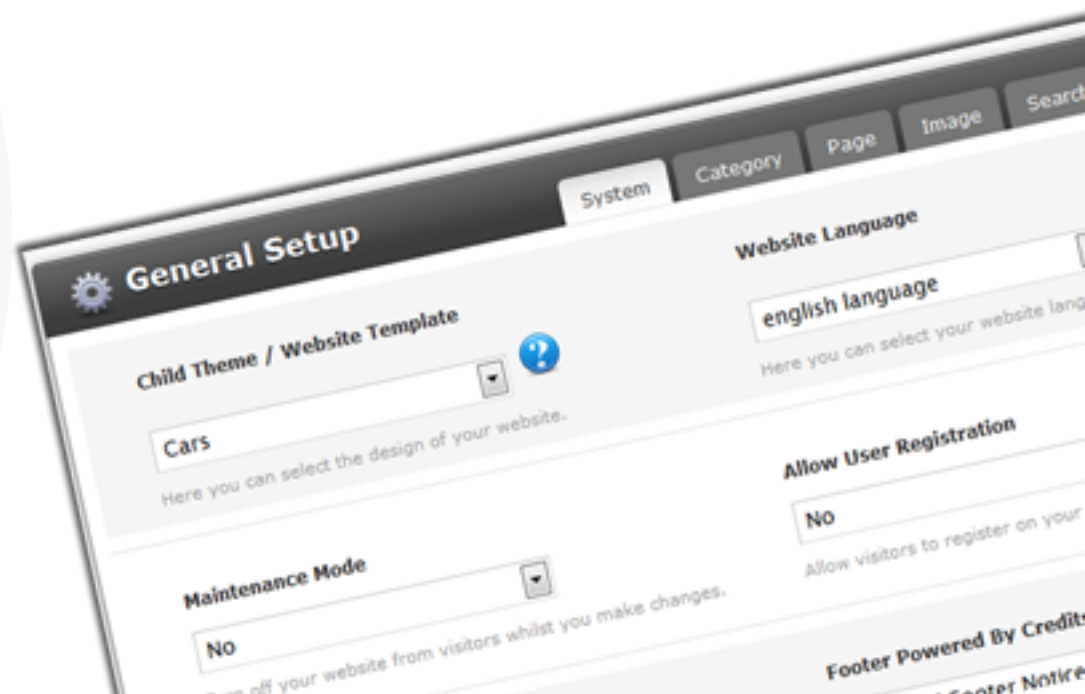 General Setup
System
Category
Page
Image
Search
Child Theme / Website Template
Cars
Here you can select the design of your website.
Website Language
english language
Here you can select your website
Maintenance Mode
No
off your website from visitors whilst you make changes.
Allow User Registration
No
Allow visitors to register on your
Footer Powered By Credits
Footer Notice